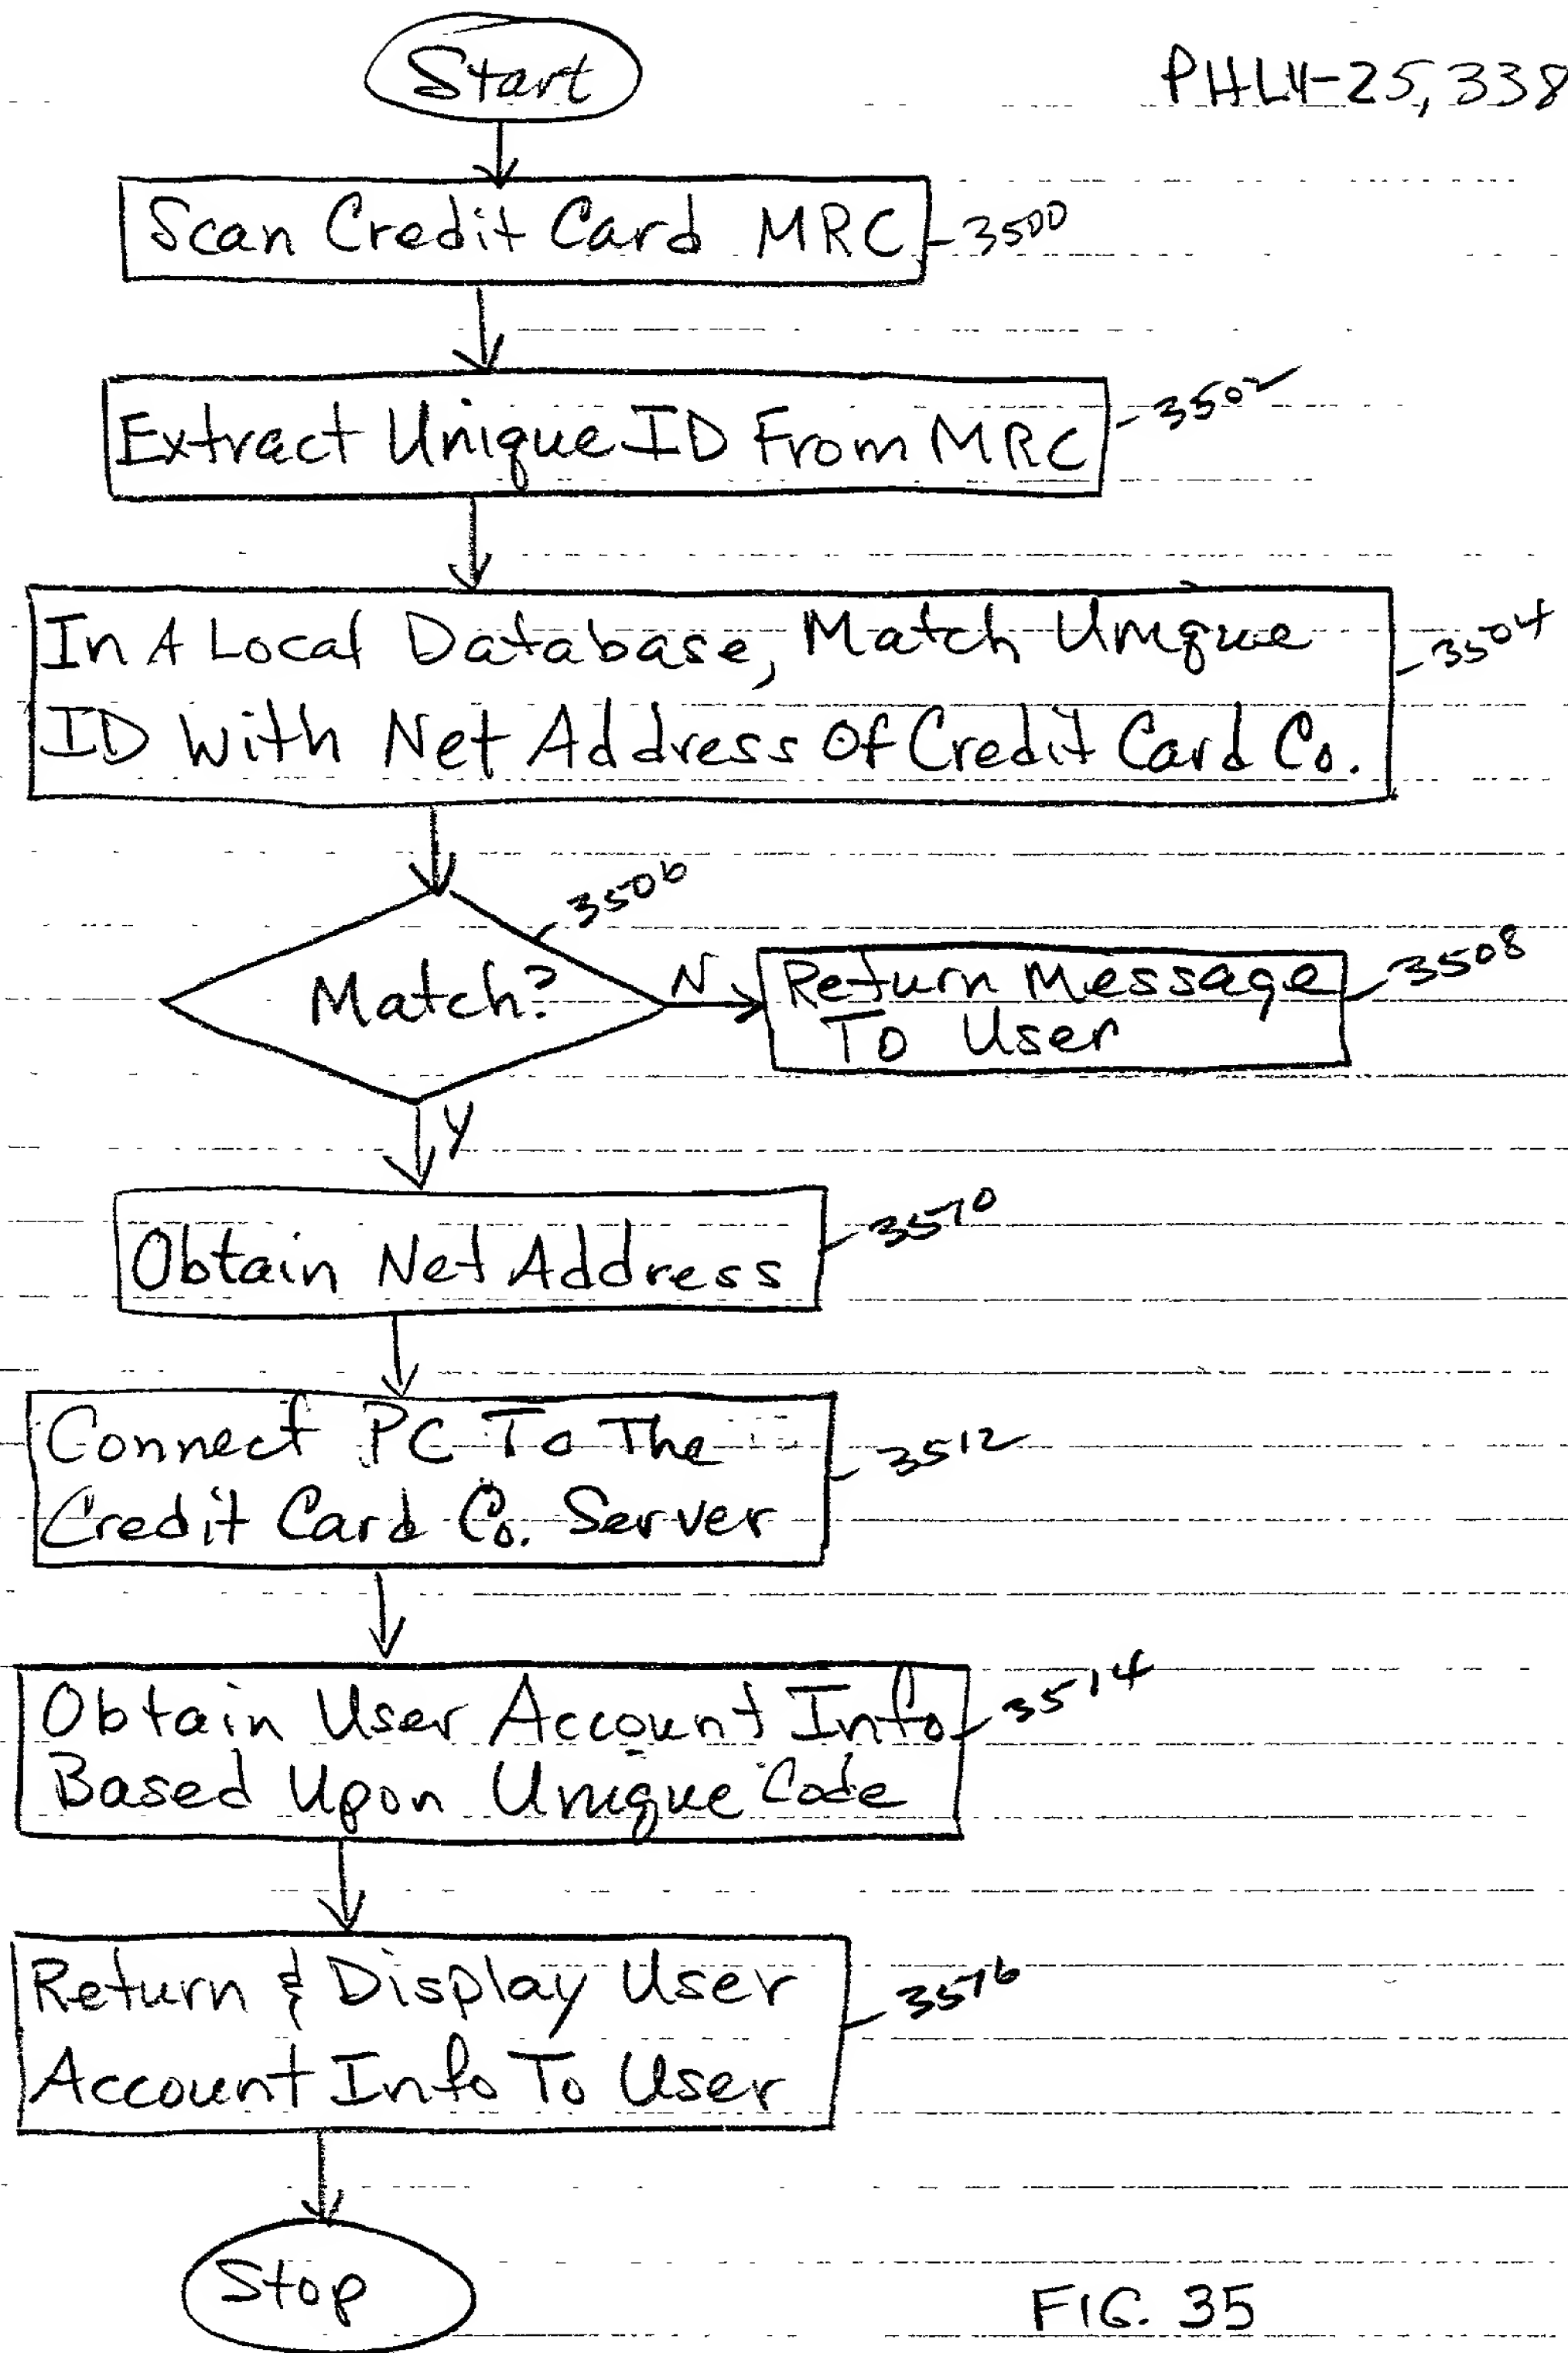 Start
PHLY-25,338
Scan Credit Card MRC
3500
Extract Unique ID From MRC
3502
In A Local Database, Match Unique
ID With Net Address Of Credit Card Co.
3504
3506
Match?
N
Return Message
To User
3508
Y
Obtain Net Address
3510
Connect PC To The
Credit Card Co. Server
3512
Obtain User Account Info
Based Upon Unique Code
3514
Return & Display User
Account Info To User
3516
Stop
FIG. 35